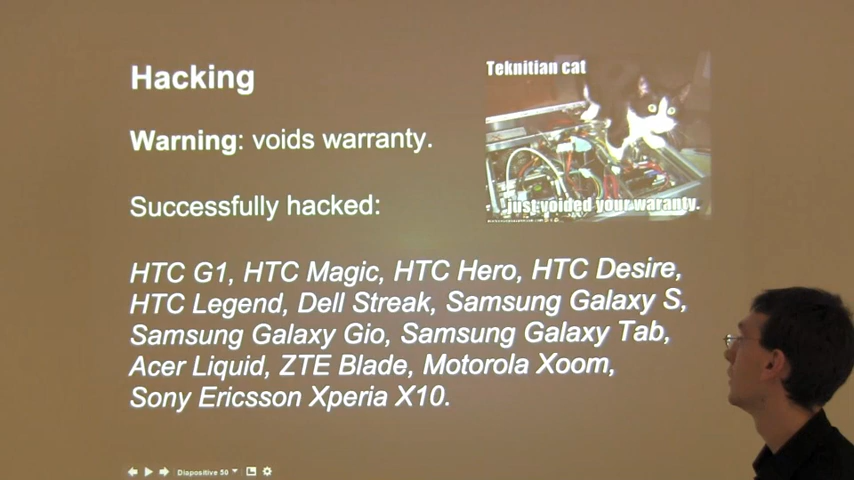 Hacking
Teknitian cat
Warning: voids warranty.
Successfully hacked:
...just voided your waranty.
HTC G1, HTC Magic, HTC Hero, HTC Desire,
HTC Legend, Dell Streak, Samsung Galaxy S,
Samsung Galaxy Gio, Samsung Galaxy Tab,
Acer Liquid, ZTE Blade, Motorola Xoom,
Sony Ericsson Xperia X10.
Diapositive 50